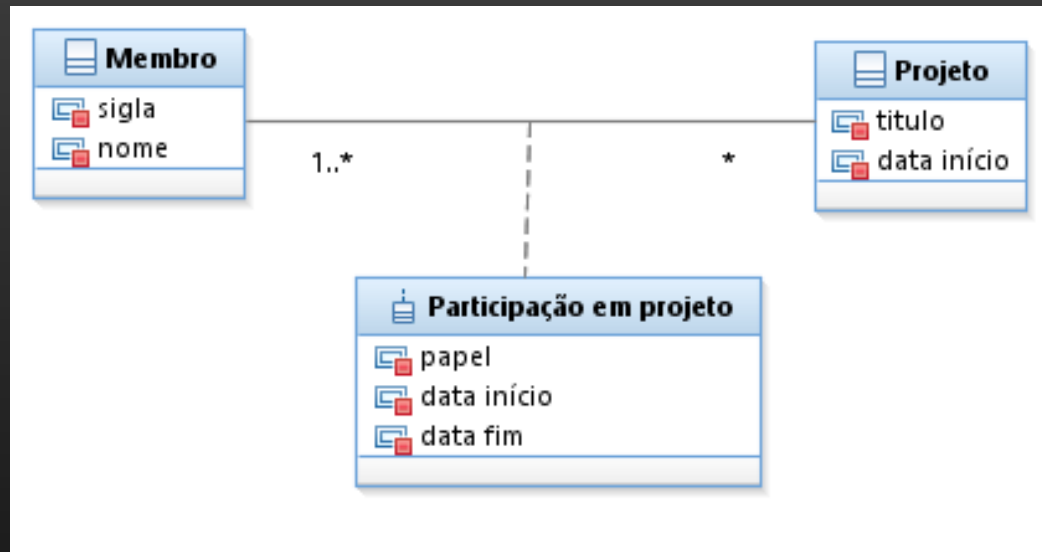 Membro
sigla
nome
1..*
*
Projeto
titulo
data início
Participação em projeto
papel
data início
data fim